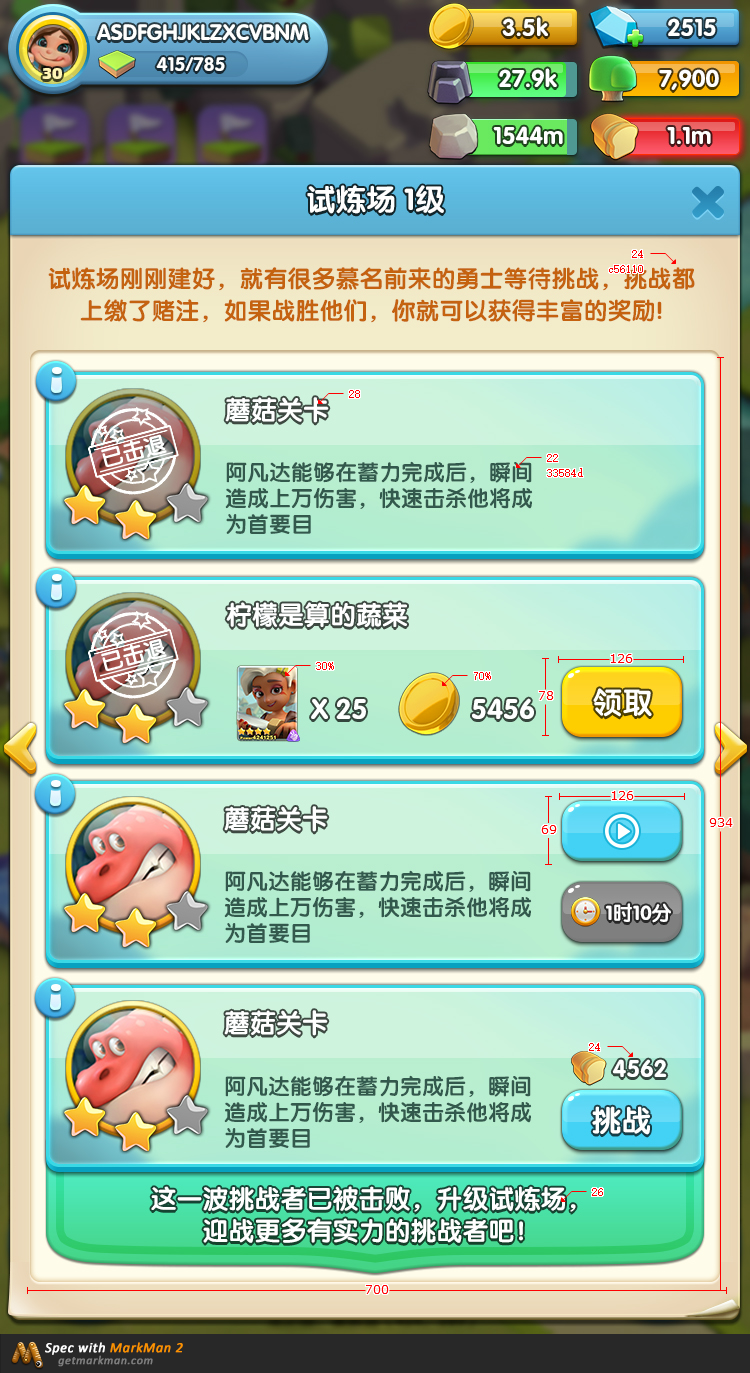 ASDFGHJKLZXCVBNM
30
415/785
3.5k
2515
27.9k
7,900
1544m
1.1m
试炼场 1级
24
c56110
试炼场刚刚建好，就有很多慕名前来的勇士等待挑战，挑战都
上缴了赌注，如果战胜他们，你就可以获得丰富的奖励!
蘑菇关卡
28
已击退
22
33584d
阿凡达能够在蓄力完成后，瞬间
造成上万伤害，快速击杀他将成
为首要目
柠檬是算的蔬菜
已击退
30%
X 25
70%
5456
126
78
领取
蘑菇关卡
126
69
934
阿凡达能够在蓄力完成后，瞬间
造成上万伤害，快速击杀他将成
为首要目
1时10分
蘑菇关卡
24
4562
阿凡达能够在蓄力完成后，瞬间
造成上万伤害，快速击杀他将成
为首要目
挑战
这一波挑战者已被击败，升级试炼场，
26
迎战更多有实力的挑战者吧！
700
Spec with MarkMan 2
getmarkman.com